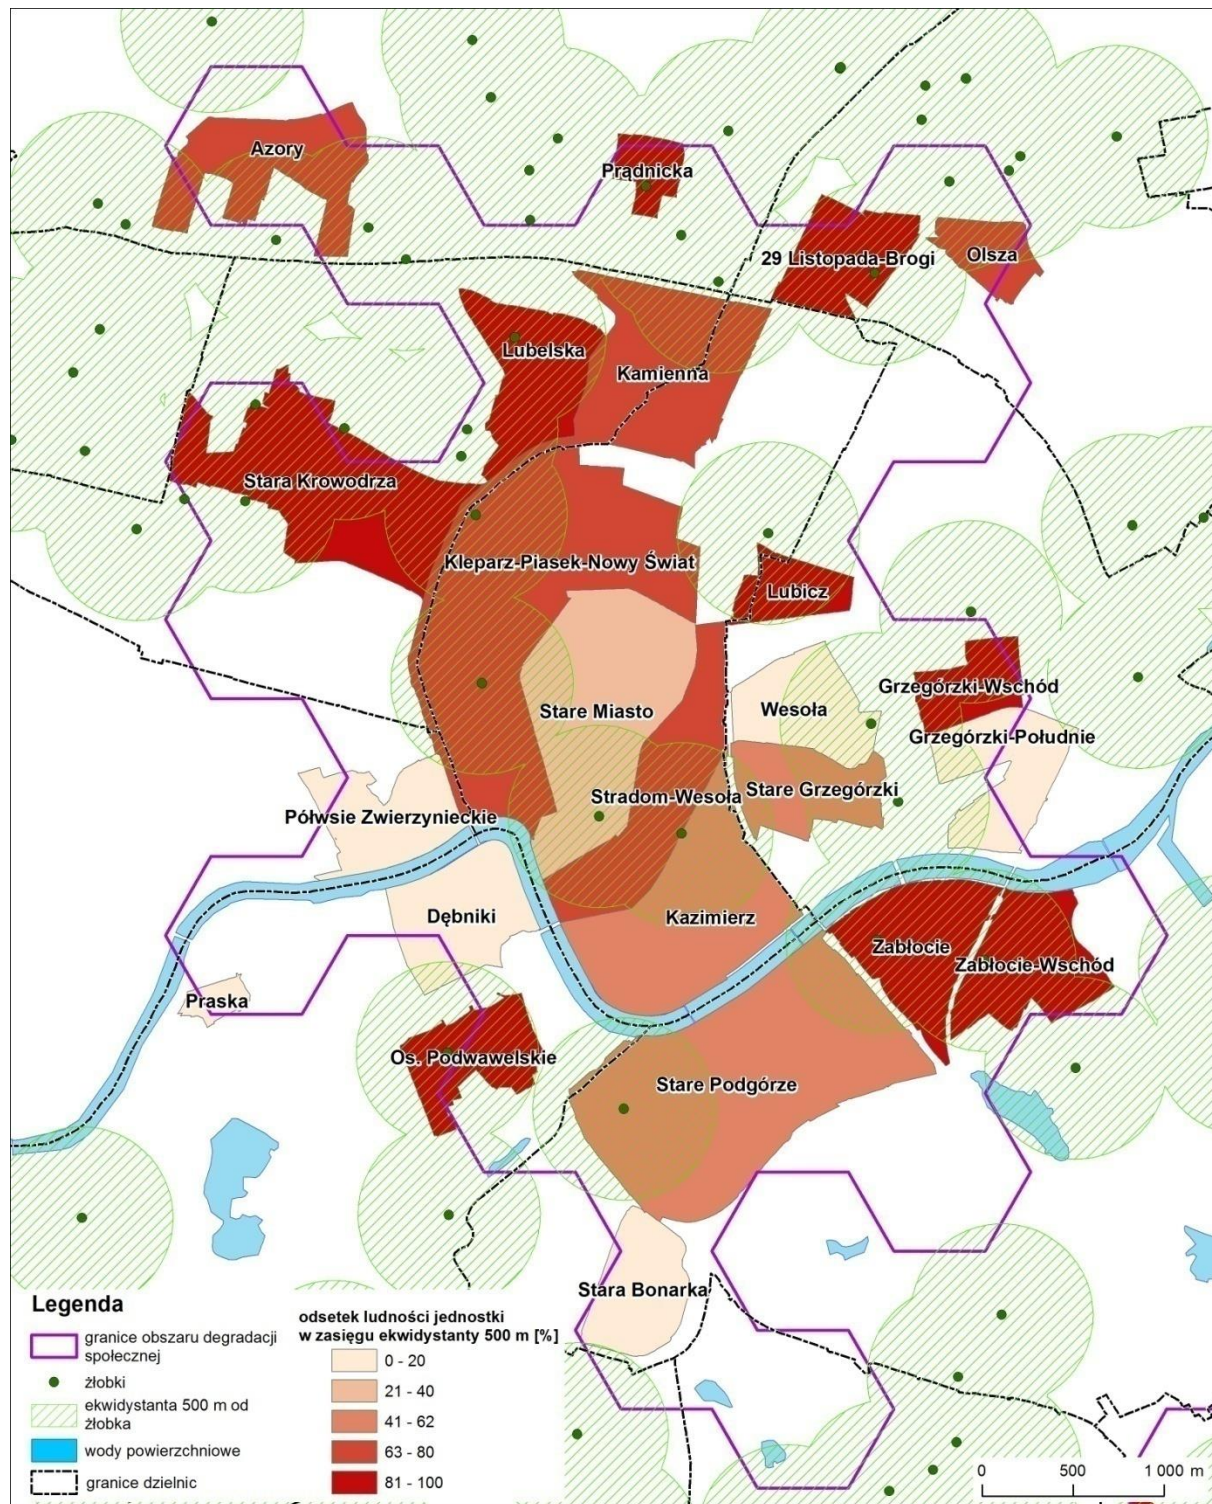 Azory
Prądnicka
29 Listopada-Brogi
Olsza
Lubelska
Kamienna
Stara Krowodrza
Kleparz-Piasek-Nowy Świat
Lubicz
Grzegórzki-Wschód
Stare Miasto
Wesoła
Grzegórzki-Południe
Stradom-Wesoła
Stare Grzegórzki
Półwsie Zwierzynieckie
Dębniki
Kazimierz
Zabłocie
Zabłocie-Wschód
Praska
Os. Podwawelskie
Stare Podgórze
Stara Bonarka
Legenda
granice obszaru degradacji
społecznej
żłobki
ekwidystanta 500 m od
żłobka
wody powierzchniowe
granice dzielnic
odsetek ludności jednostki
w zasięgu ekwidystanty 500 m [%]
0 - 20
21 - 40
41 - 62
63 - 80
81 - 100
0 500 1 000 m